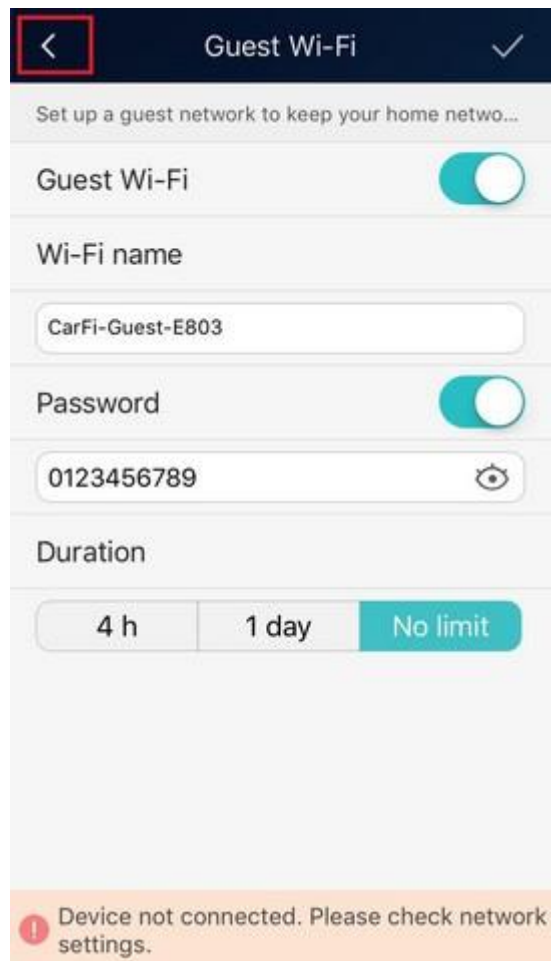 Guest Wi-Fi
Set up a guest network to keep your home netwo...
Guest Wi-Fi
Wi-Fi name
CarFi-Guest-E803
Password
0123456789
Duration
4 h 1 day No limit
Device not connected. Please check network
settings.